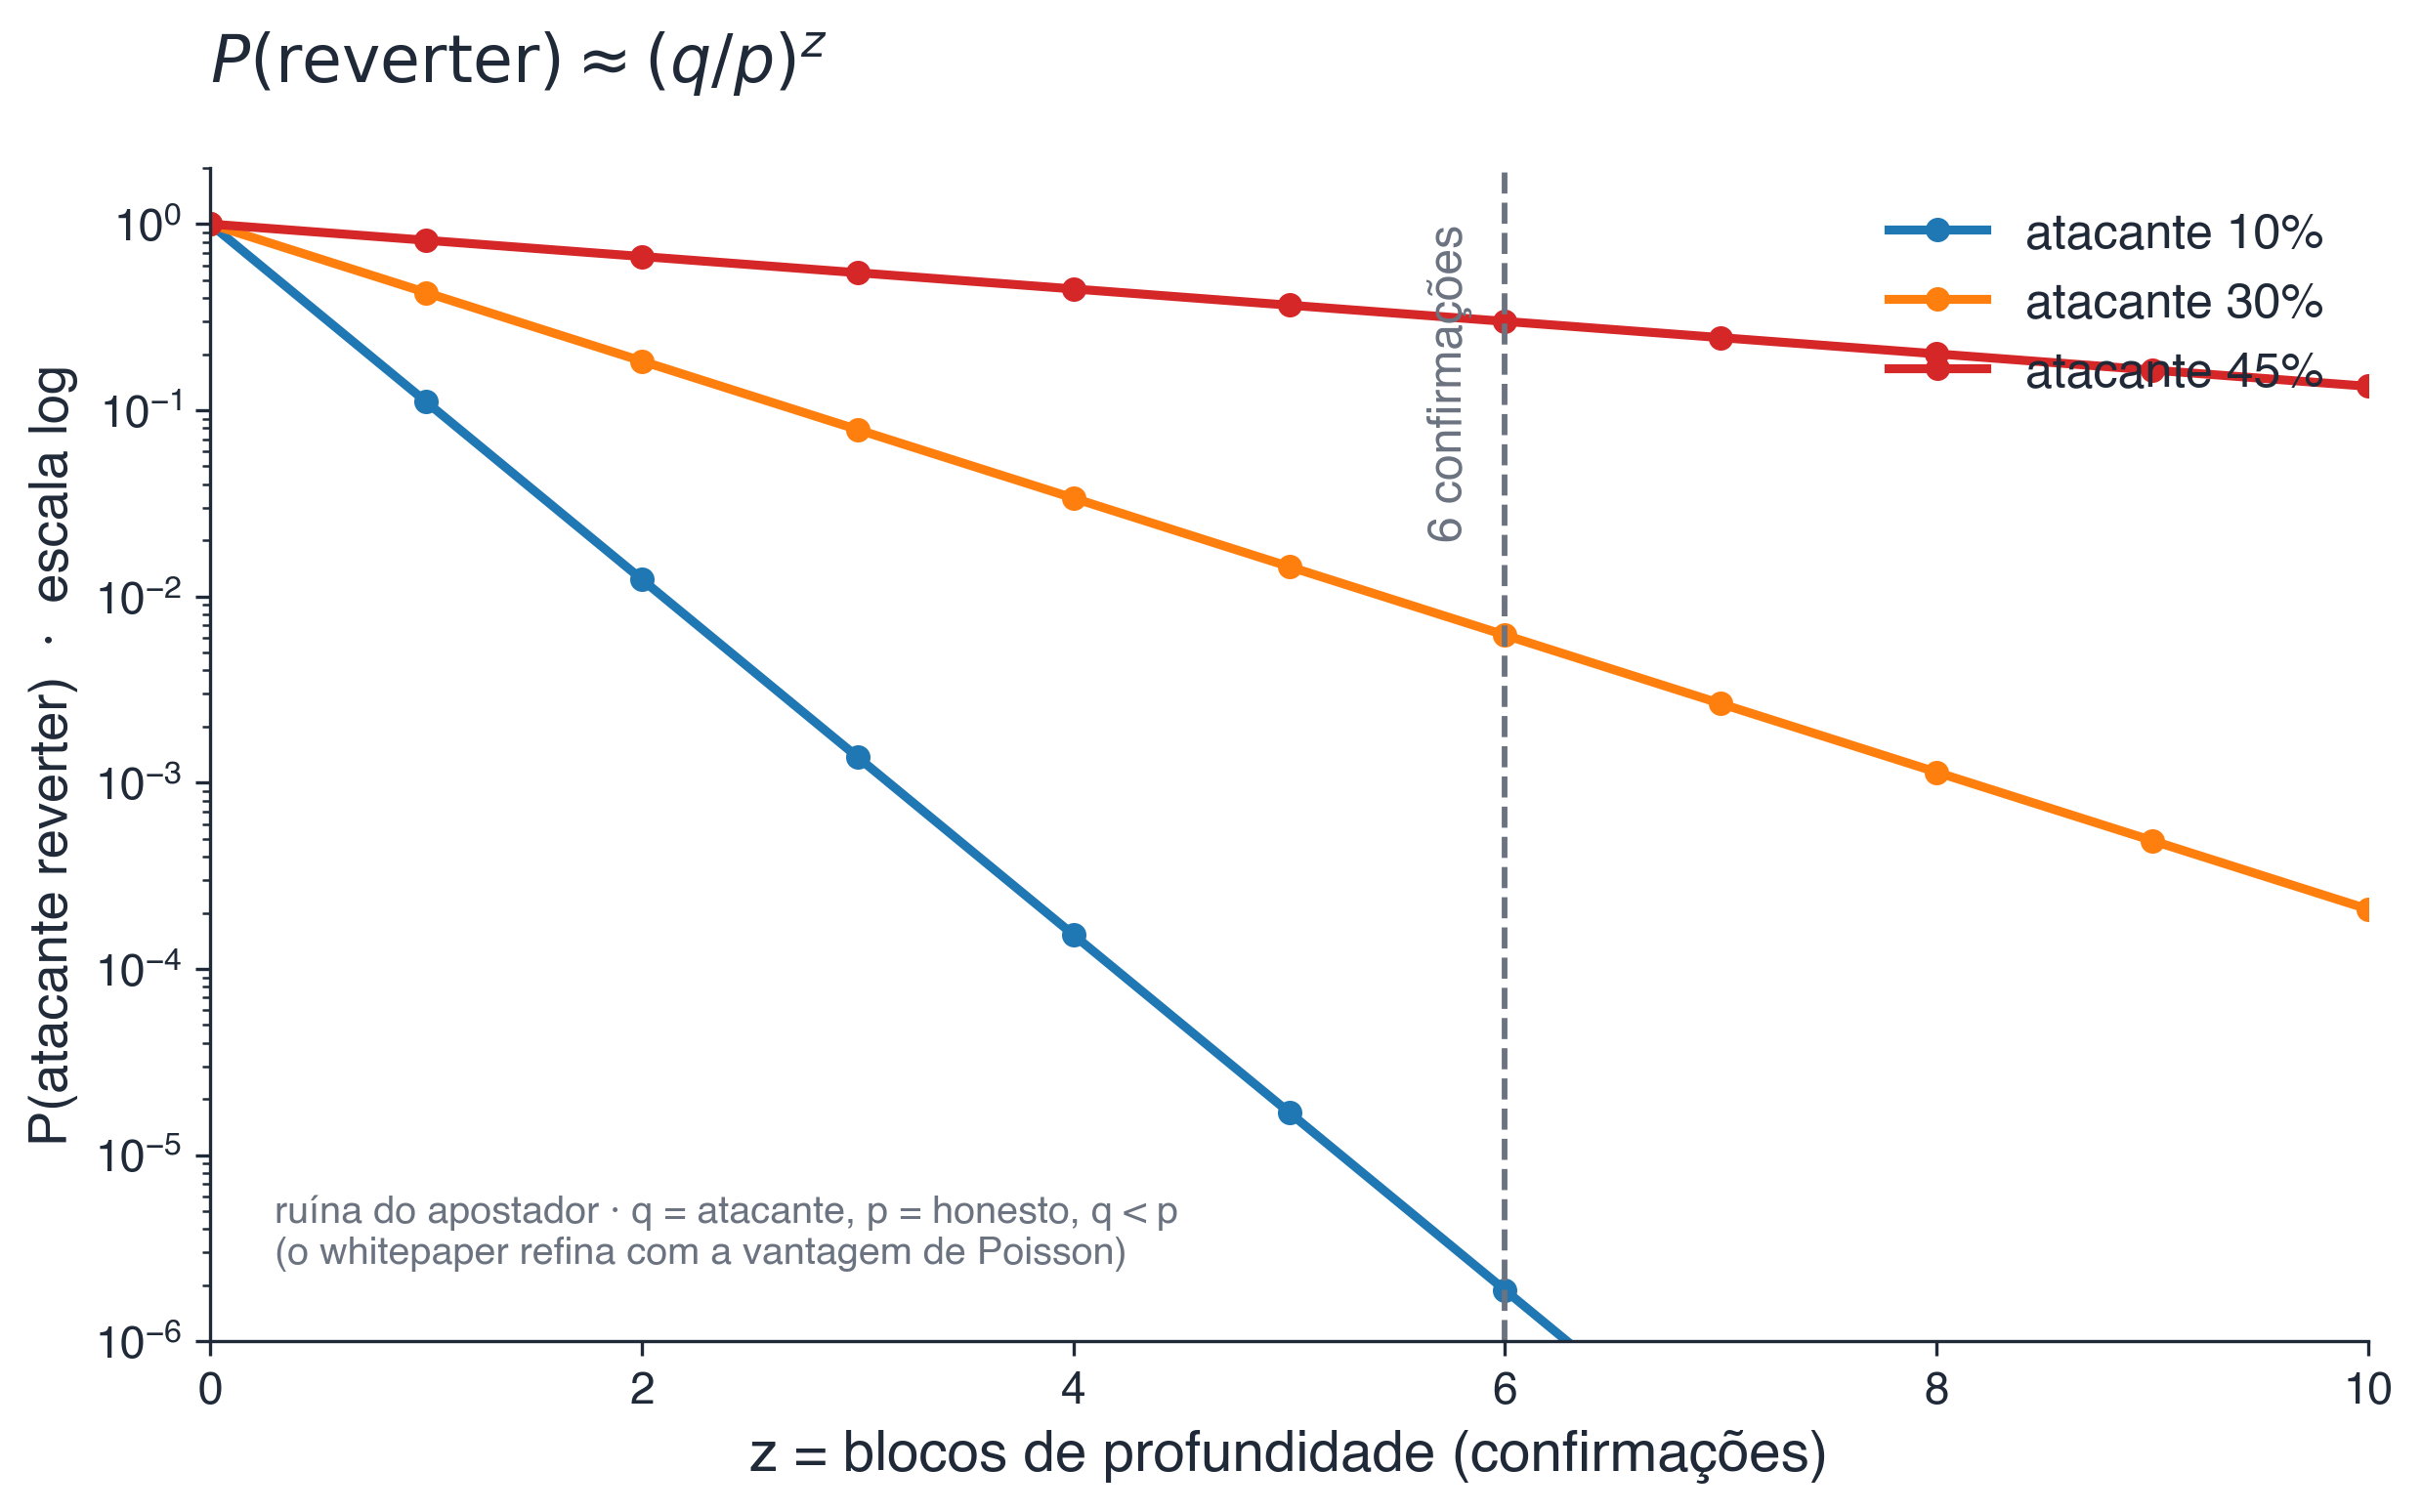 P(reverter) ≈ (q/p)^z
atacante 10%
atacante 30%
atacante 45%
6 confirmações
P(atacante reverter) · escala log
10^0
10^−1
10^−2
10^−3
10^−4
10^−5
10^−6
ruína do apostador · q = atacante, p = honesto, q < p
(o whitepaper refina com a vantagem de Poisson)
0 2 4 6 8 10
z = blocos de profundidade (confirmações)